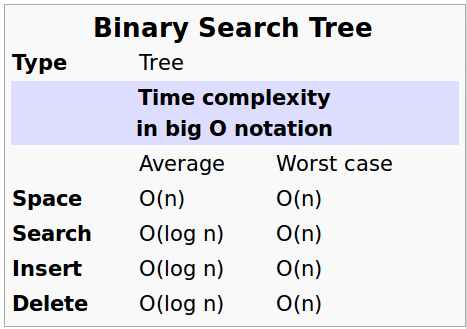 Binary Search Tree
Type Tree
Time complexity
in big O notation
Average Worst case
Space O(n) O(n)
Search O(log n) O(n)
Insert O(log n) O(n)
Delete O(log n) O(n)